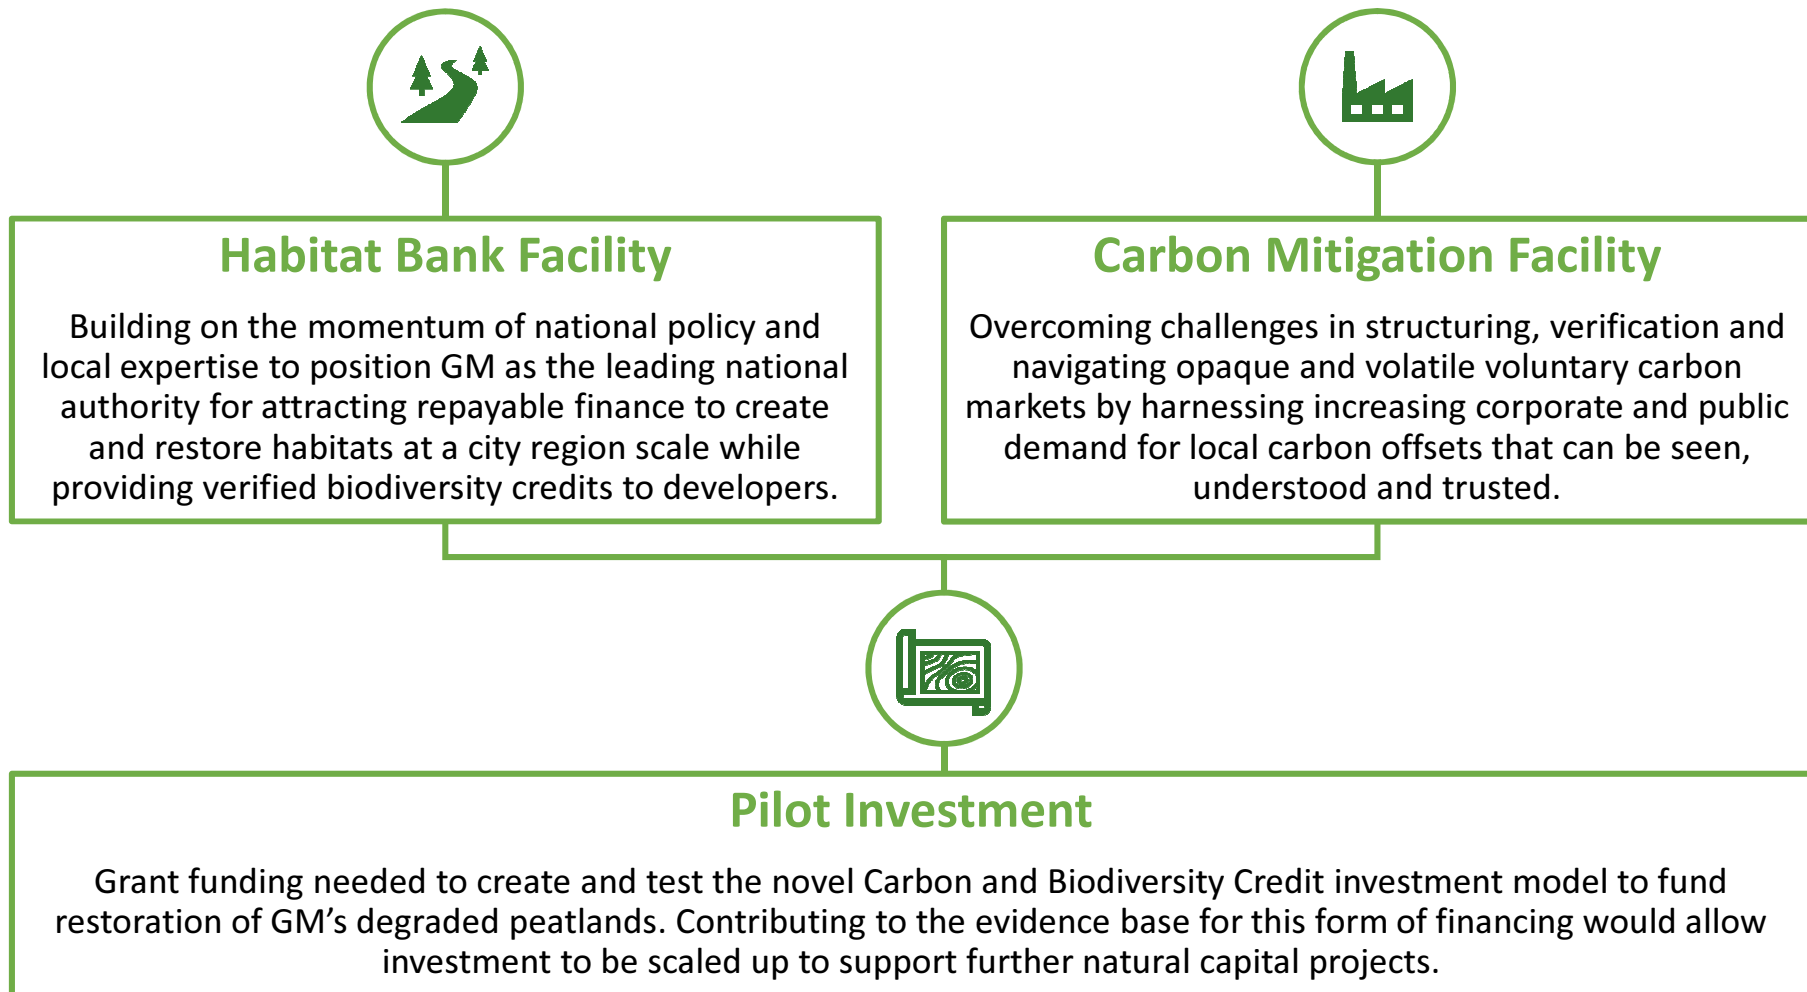 Habitat Bank Facility
Building on the momentum of national policy and
local expertise to position GM as the leading national
authority for attracting repayable finance to create
and restore habitats at a city region scale while
providing verified biodiversity credits to developers.
Carbon Mitigation Facility
Overcoming challenges in structuring, verification and
navigating opaque and volatile voluntary carbon
markets by harnessing increasing corporate and public
demand for local carbon offsets that can be seen,
understood and trusted.
Pilot Investment
Grant funding needed to create and test the novel Carbon and Biodiversity Credit investment model to fund
restoration of GM’s degraded peatlands. Contributing to the evidence base for this form of financing would allow
investment to be scaled up to support further natural capital projects.